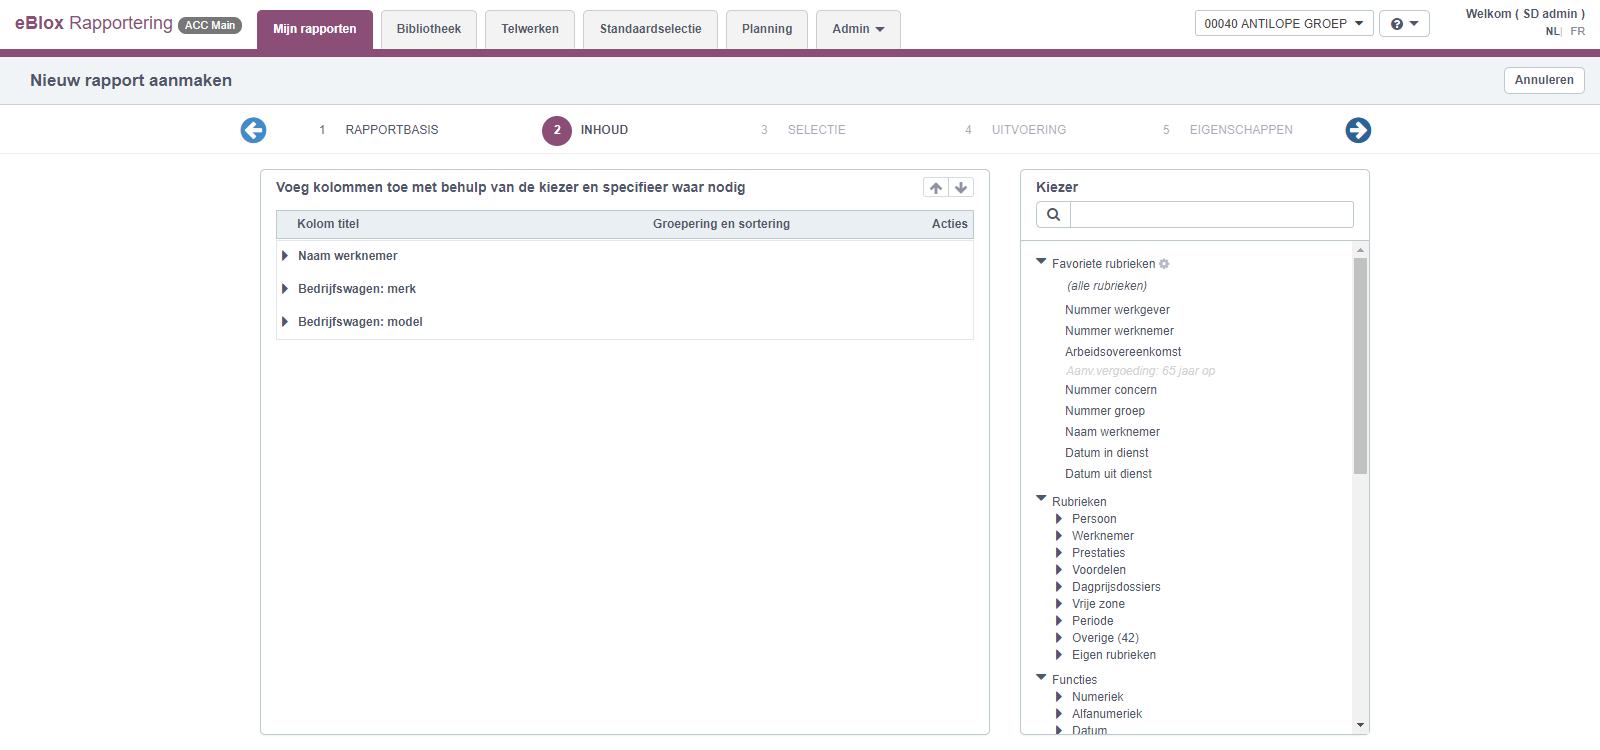 eBlox Rapportering ACC Main
Mijn rapporten
Bibliotheek
Telwerken
Standaardselectie
Planning
Admin
00040 ANTILOPE GROEP
Welkom ( SD admin )
NL| FR
Nieuw rapport aanmaken
Annuleren
1 RAPPORTBASIS
2 INHOUD
3 SELECTIE
4 UITVOERING
5 EIGENSCHAPPEN
Voeg kolommen toe met behulp van de kiezer en specifieer waar nodig
Kolom titel Groepering en sortering Acties
Naam werknemer
Bedrijfswagen: merk
Bedrijfswagen: model
Kiezer
Favoriete rubrieken
(alle rubrieken)
Nummer werkgever
Nummer werknemer
Arbeidsovereenkomst
Aanv.vergoeding: 65 jaar op
Nummer concern
Nummer groep
Naam werknemer
Datum in dienst
Datum uit dienst
Rubrieken
Persoon
Werknemer
Prestaties
Voordelen
Dagprijsdossiers
Vrije zone
Periode
Overige (42)
Eigen rubrieken
Functies
Numeriek
Alfanumeriek
Datum